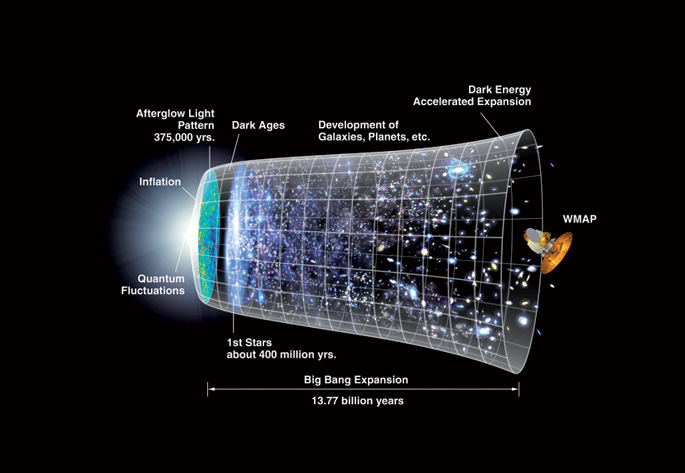 Dark Energy
Accelerated Expansion
Afterglow Light
Pattern
375,000 yrs.
Dark Ages
Development of
Galaxies, Planets, etc.
Inflation
WMAP
Quantum
Fluctuations
1st Stars
about 400 million yrs.
Big Bang Expansion
13.77 billion years